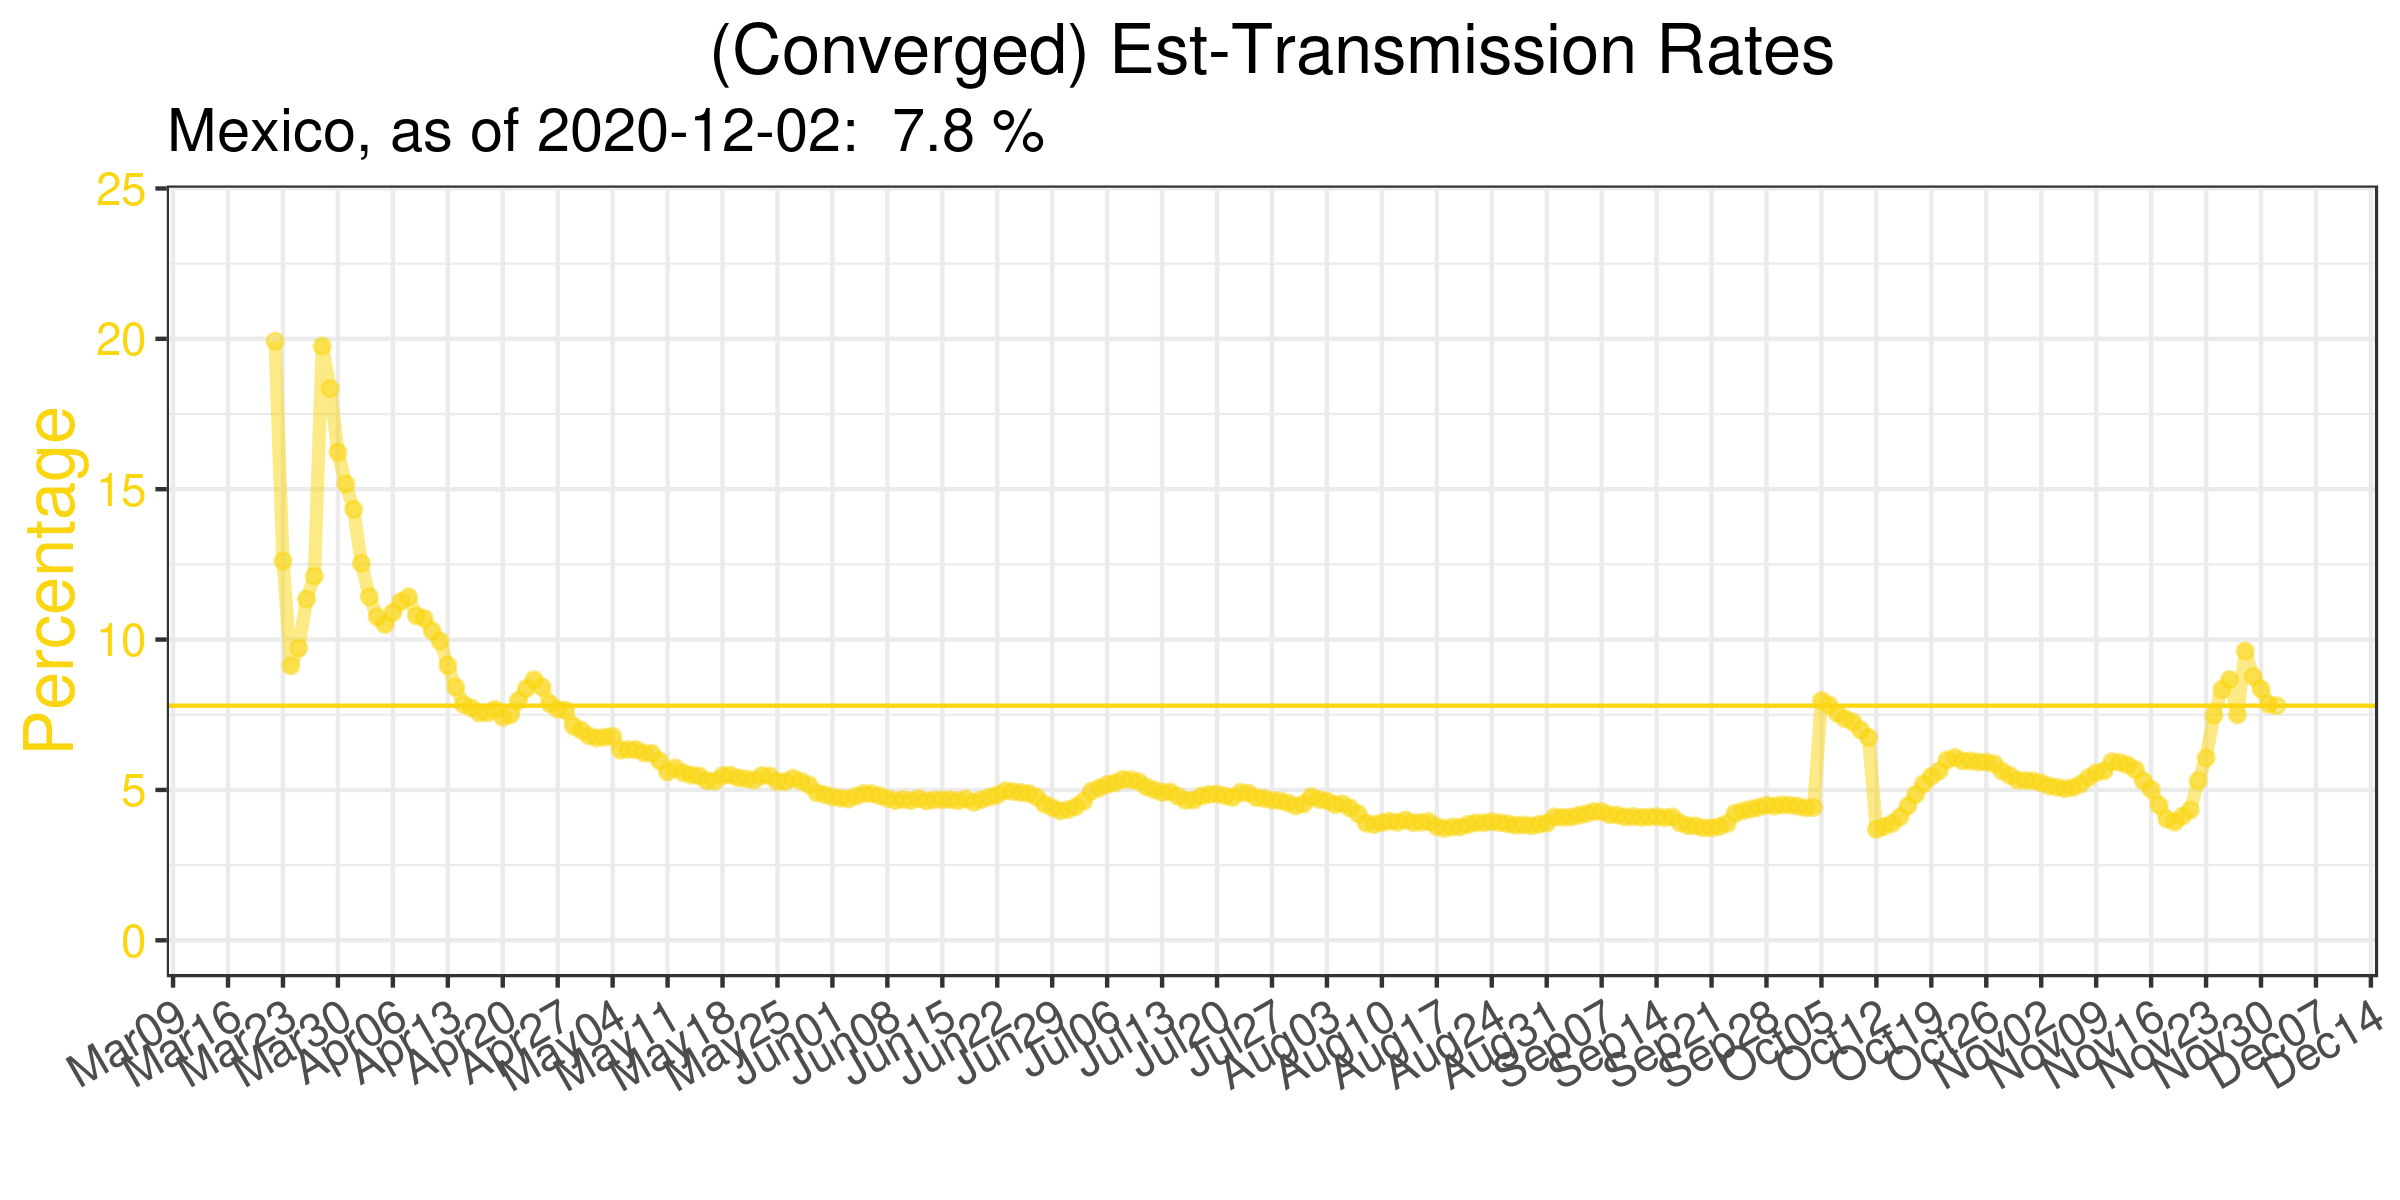 (Converged) Est-Transmission Rates
Mexico, as of 2020-12-02:  7.8 %
Percentage
25
20
15
10
5
0
Mar09
Mar16
Mar23
Mar30
Apr06
Apr13
Apr20
Apr27
May04
May11
May18
May25
Jun01
Jun08
Jun15
Jun22
Jun29
Jul06
Jul13
Jul20
Jul27
Aug03
Aug10
Aug17
Aug24
Aug31
Sep07
Sep14
Sep21
Sep28
Oct05
Oct12
Oct19
Oct26
Nov02
Nov09
Nov16
Nov23
Nov30
Dec07
Dec14